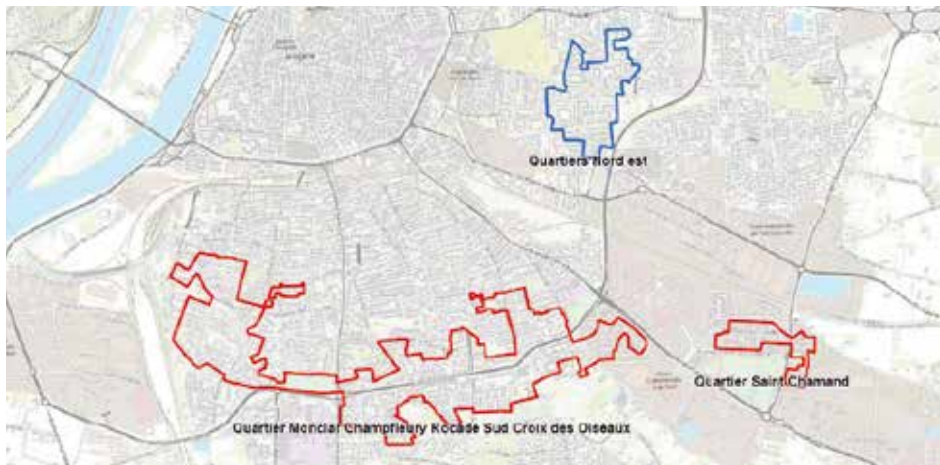 Quartiers Nord est
Quartier Saint Chamand
Quartier Monclar Champfleury Rocade Sud Croix des Oiseaux